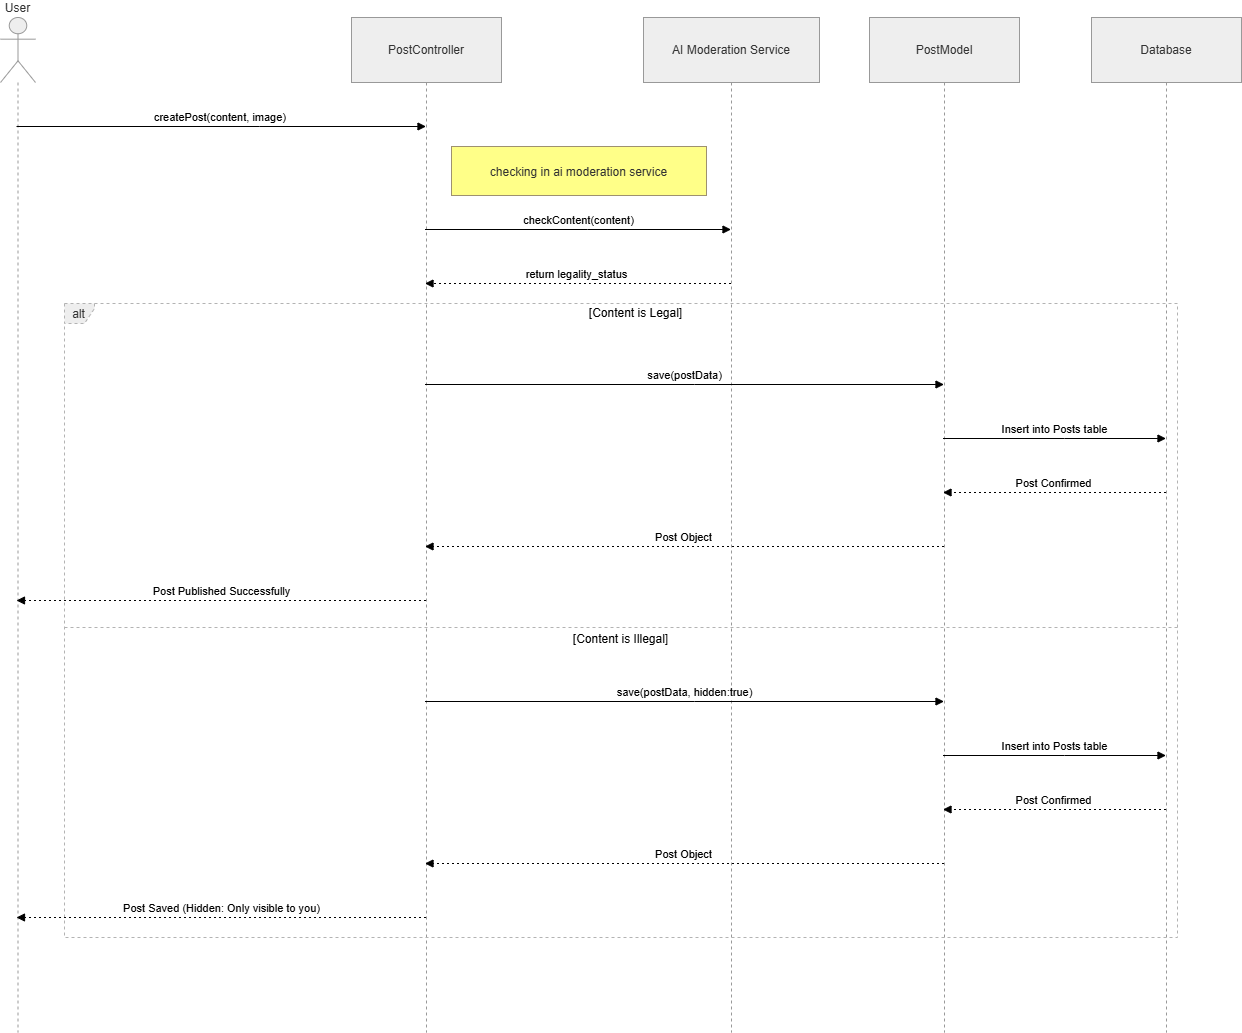 User
PostController
AI Moderation Service
PostModel
Database
createPost(content, image)
checking in ai moderation service
checkContent(content)
return legality_status
alt
[Content is Legal]
save(postData)
Insert into Posts table
Post Confirmed
Post Object
Post Published Successfully
[Content is Illegal]
save(postData, hidden:true)
Insert into Posts table
Post Confirmed
Post Object
Post Saved (Hidden: Only visible to you)